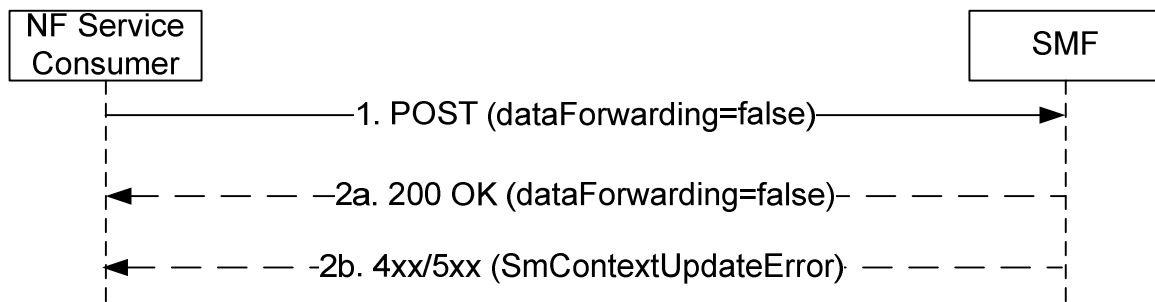 NF Service
Consumer
SMF
1. POST (dataForwarding=false)
2a. 200 OK (dataForwarding=false)
2b. 4xx/5xx (SmContextUpdateError)